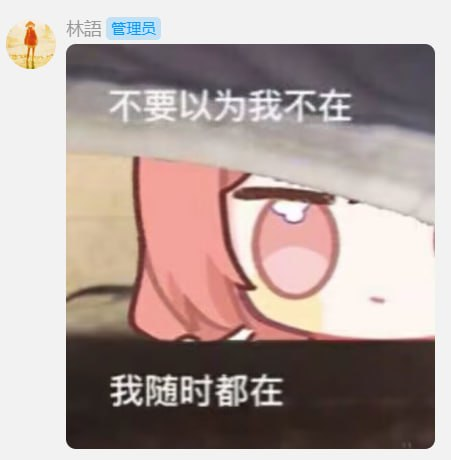 林語 管理员
不要以为我不在
我随时都在